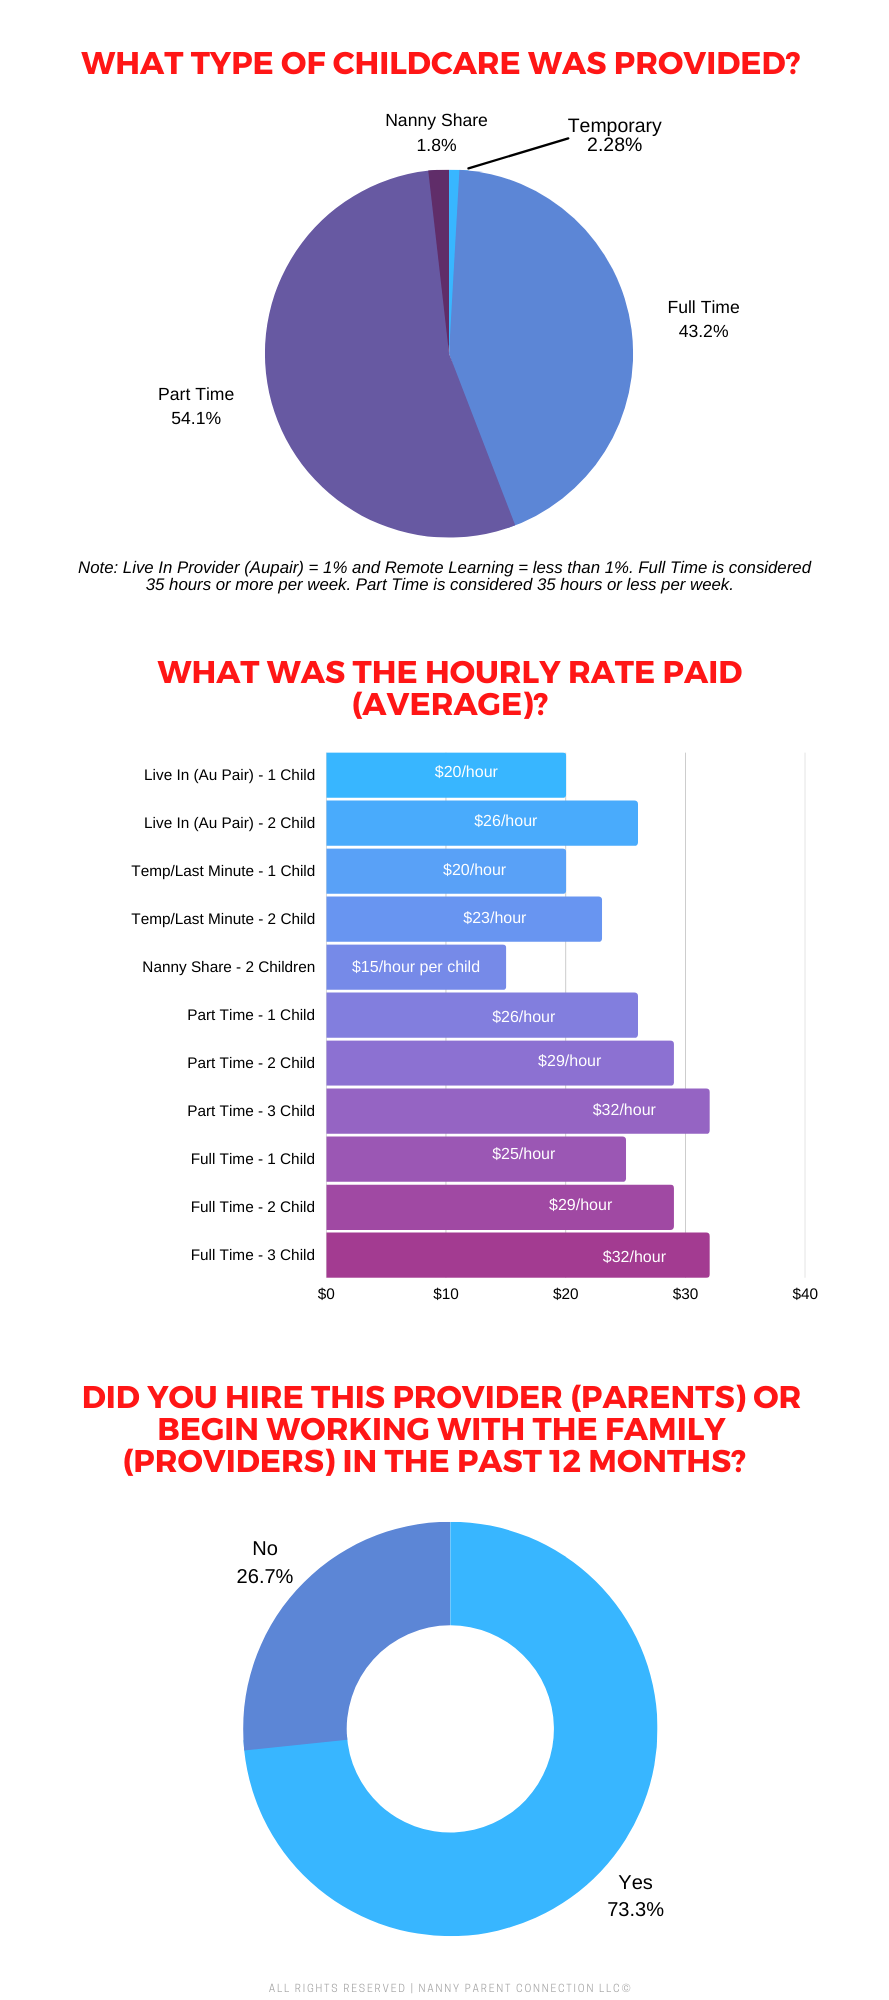 WHAT TYPE OF CHILDCARE WAS PROVIDED?
Nanny Share
1.8%
Temporary
2.28%
Full Time
43.2%
Part Time
54.1%
Note: Live In Provider (Aupair) = 1% and Remote Learning = less than 1%. Full Time is considered
35 hours or more per week. Part Time is considered 35 hours or less per week.
WHAT WAS THE HOURLY RATE PAID
(AVERAGE)?
Live In (Au Pair) - 1 Child $20/hour
Live In (Au Pair) - 2 Child $26/hour
Temp/Last Minute - 1 Child $20/hour
Temp/Last Minute - 2 Child $23/hour
Nanny Share - 2 Children $15/hour per child
Part Time - 1 Child $26/hour
Part Time - 2 Child $29/hour
Part Time - 3 Child $32/hour
Full Time - 1 Child $25/hour
Full Time - 2 Child $29/hour
Full Time - 3 Child $32/hour
$0 $10 $20 $30 $40
DID YOU HIRE THIS PROVIDER (PARENTS) OR
BEGIN WORKING WITH THE FAMILY
(PROVIDERS) IN THE PAST 12 MONTHS?
No
26.7%
Yes
73.3%
ALL RIGHTS RESERVED | NANNY PARENT CONNECTION LLC©